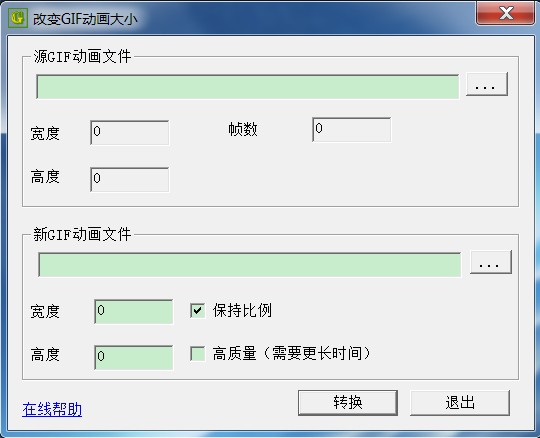 改变GIF动画大小
源GIF动画文件
...
宽度 0 帧数 0
高度 0
新GIF动画文件
...
宽度 0 保持比例
高度 0 高质量（需要更长时间）
在线帮助 转换 退出